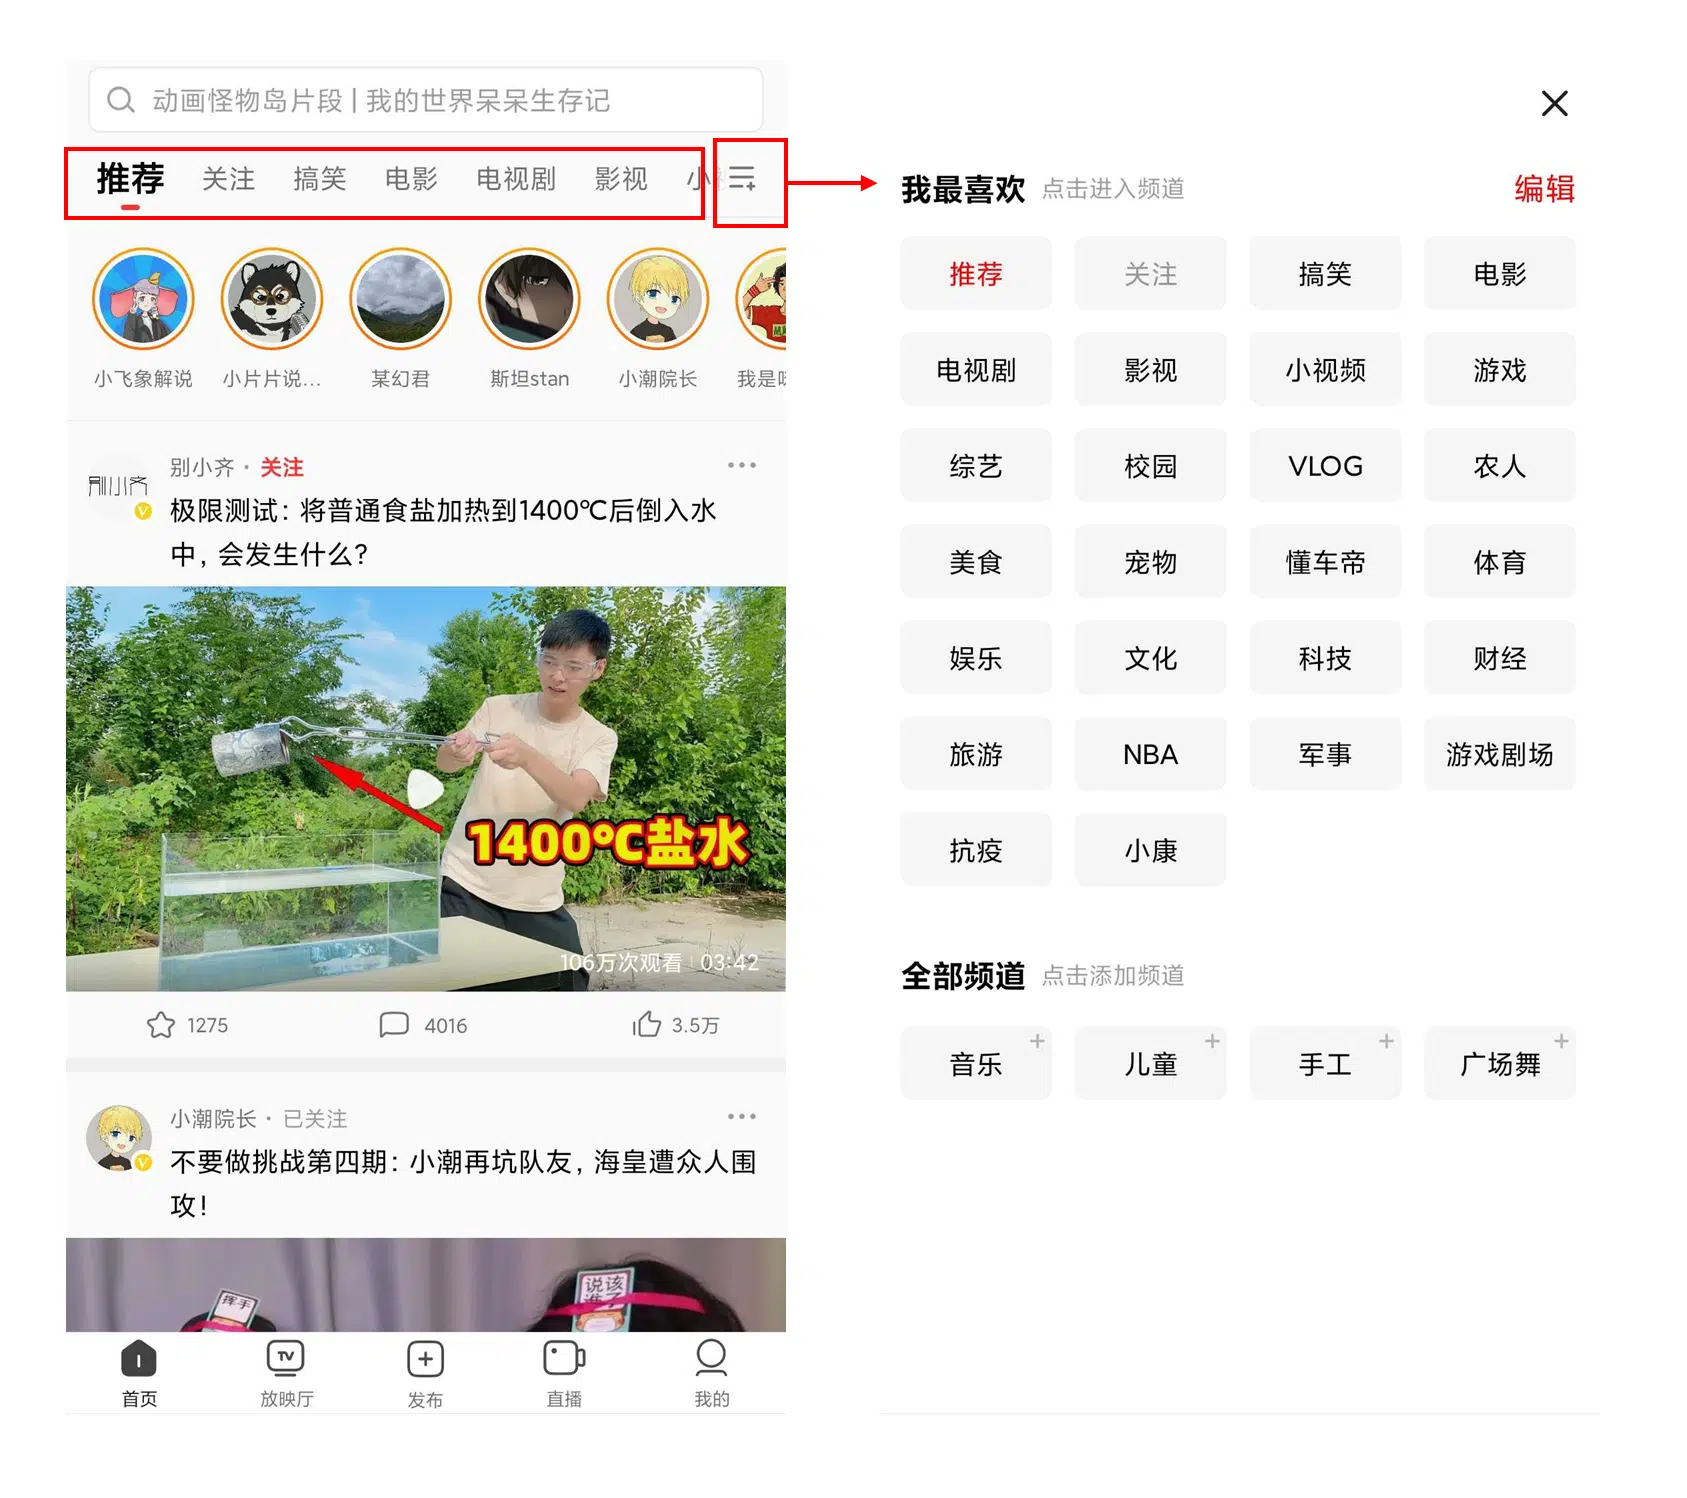 动画怪物岛片段 | 我的世界呆呆生存记
推荐 关注 搞笑 电影 电视剧 影视 小
小飞象解说 小片片说... 某幻君 斯坦stan 小潮院长 我是
别小齐
别小齐 · 关注
极限测试：将普通食盐加热到1400℃后倒入水
中，会发生什么？
1400℃盐水
106万次观看 | 03:42
1275 4016 3.5万
小潮院长 · 已关注
不要做挑战第四期：小潮再坑队友，海皇遭众人围
攻！
挥手
说该
TV
首页 放映厅 发布 直播 我的
我最喜欢 点击进入频道 编辑
推荐 关注 搞笑 电影
电视剧 影视 小视频 游戏
综艺 校园 VLOG 农人
美食 宠物 懂车帝 体育
娱乐 文化 科技 财经
旅游 NBA 军事 游戏剧场
抗疫 小康
全部频道 点击添加频道
音乐 儿童 手工 广场舞